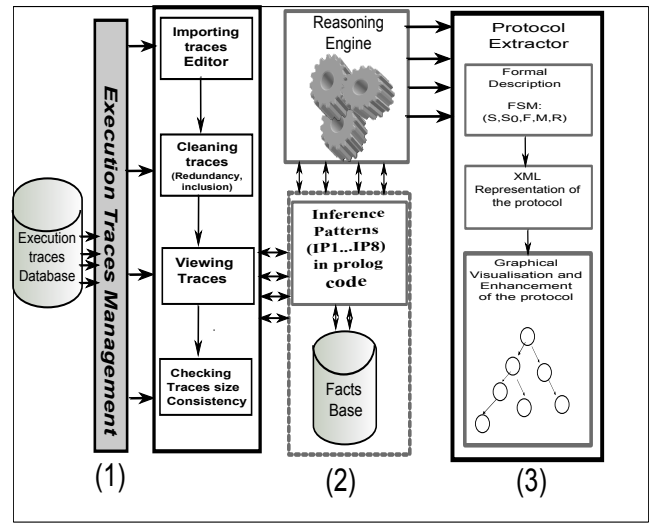 Execution
traces
Database
Execution Traces Management
(1)
Importing
traces
Editor
Cleaning
traces
(Redundancy,
inclusion)
Viewing
Traces
Checking
Traces size
Consistency
Reasoning
Engine
Inference
Patterns
(IP1...IP8)
in prolog
code
Facts
Base
(2)
Protocol
Extractor
Formal
Description
FSM:
(S,S0,F,M,R)
XML
Representation of
the protocol
Graphical
Visualisation and
Enhancement
of the protocol
(3)